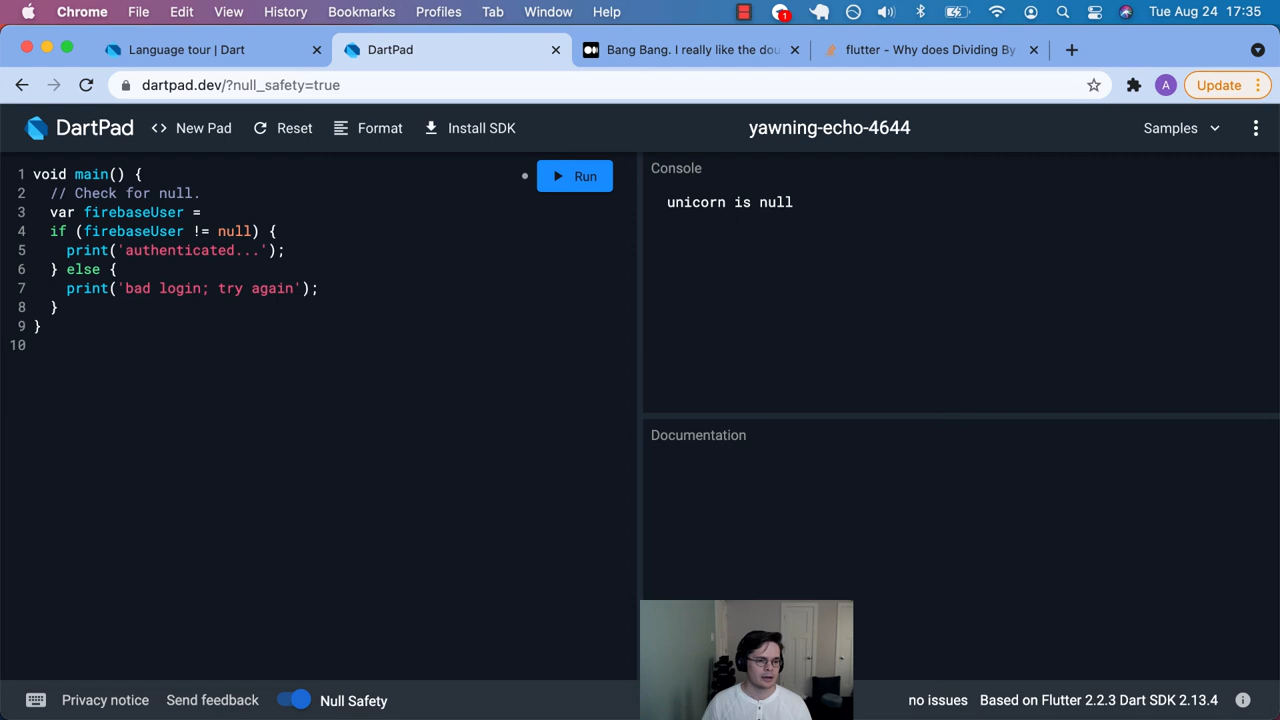 Chrome File Edit View History Bookmarks Profiles Tab Window Help 1 Tue Aug 24 17:35
Language tour | Dart DartPad Bang Bang. I really like the dou flutter - Why does Dividing By
dartpad.dev/?null_safety=true A Update
DartPad <> New Pad Reset Format Install SDK yawning-echo-4644 Samples
1 void main() {
2 // Check for null.
3 var firebaseUser =
4 if (firebaseUser != null) {
5 print('authenticated...');
6 } else {
7 print('bad login; try again');
8 }
9 }
10
Run
Console
unicorn is null
Documentation
Privacy notice Send feedback Null Safety no issues Based on Flutter 2.2.3 Dart SDK 2.13.4